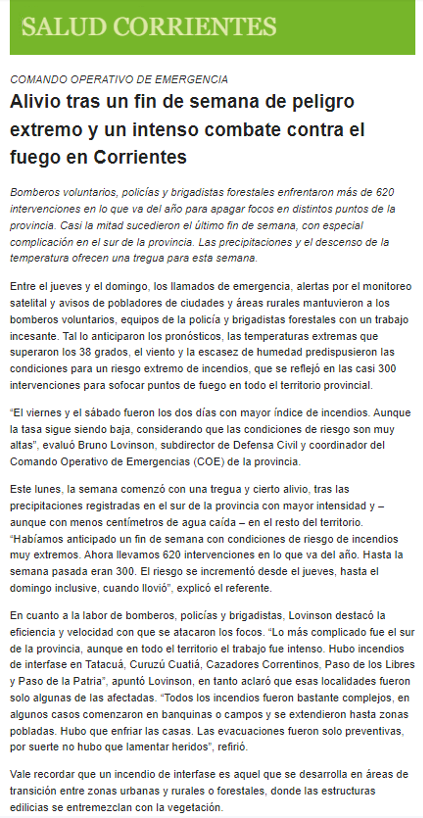 SALUD CORRIENTES
COMANDO OPERATIVO DE EMERGENCIA
Alivio tras un fin de semana de peligro
extremo y un intenso combate contra el
fuego en Corrientes
Bomberos voluntarios, policías y brigadistas forestales enfrentaron más de 620
intervenciones en lo que va del año para apagar focos en distintos puntos de la
provincia. Casi la mitad sucedieron el último fin de semana, con especial
complicación en el sur de la provincia. Las precipitaciones y el descenso de la
temperatura ofrecen una tregua para esta semana.
Entre el jueves y el domingo, los llamados de emergencia, alertas por el monitoreo
satelital y avisos de pobladores de ciudades y áreas rurales mantuvieron a los
bomberos voluntarios, equipos de la policía y brigadistas forestales con un trabajo
incesante. Tal lo anticiparon los pronósticos, las temperaturas extremas que
superaron los 38 grados, el viento y la escasez de humedad predispusieron las
condiciones para un riesgo extremo de incendios, que se reflejó en las casi 300
intervenciones para sofocar puntos de fuego en todo el territorio provincial.
“El viernes y el sábado fueron los dos días con mayor índice de incendios. Aunque
la tasa sigue siendo baja, considerando que las condiciones de riesgo son muy
altas”, evaluó Bruno Lovinson, subdirector de Defensa Civil y coordinador del
Comando Operativo de Emergencias (COE) de la provincia.
Este lunes, la semana comenzó con una tregua y cierto alivio, tras las
precipitaciones registradas en el sur de la provincia con mayor intensidad y –
aunque con menos centímetros de agua caída – en el resto del territorio.
“Habíamos anticipado un fin de semana con condiciones de riesgo de incendios
muy extremos. Ahora llevamos 620 intervenciones en lo que va del año. Hasta la
semana pasada eran 300. El riesgo se incrementó desde el jueves, hasta el
domingo inclusive, cuando llovió”, explicó el referente.
En cuanto a la labor de bomberos, policías y brigadistas, Lovinson destacó la
eficiencia y velocidad con que se atacaron los focos. “Lo más complicado fue el sur
de la provincia, aunque en todo el territorio el trabajo fue intenso. Hubo incendios
de interfase en Tatacuá, Curuzú Cuatiá, Cazadores Correntinos, Paso de los Libres
y Paso de la Patria”, apuntó Lovinson, en tanto aclaró que esas localidades fueron
solo algunas de las afectadas. “Todos los incendios fueron bastante complejos, en
algunos casos comenzaron en banquinas o campos y se extendieron hasta zonas
pobladas. Hubo que enfriar las casas. Las evacuaciones fueron solo preventivas,
por suerte no hubo que lamentar heridos”, refirió.
Vale recordar que un incendio de interfase es aquel que se desarrolla en áreas de
transición entre zonas urbanas y rurales o forestales, donde las estructuras
edilicias se entremezclan con la vegetación.